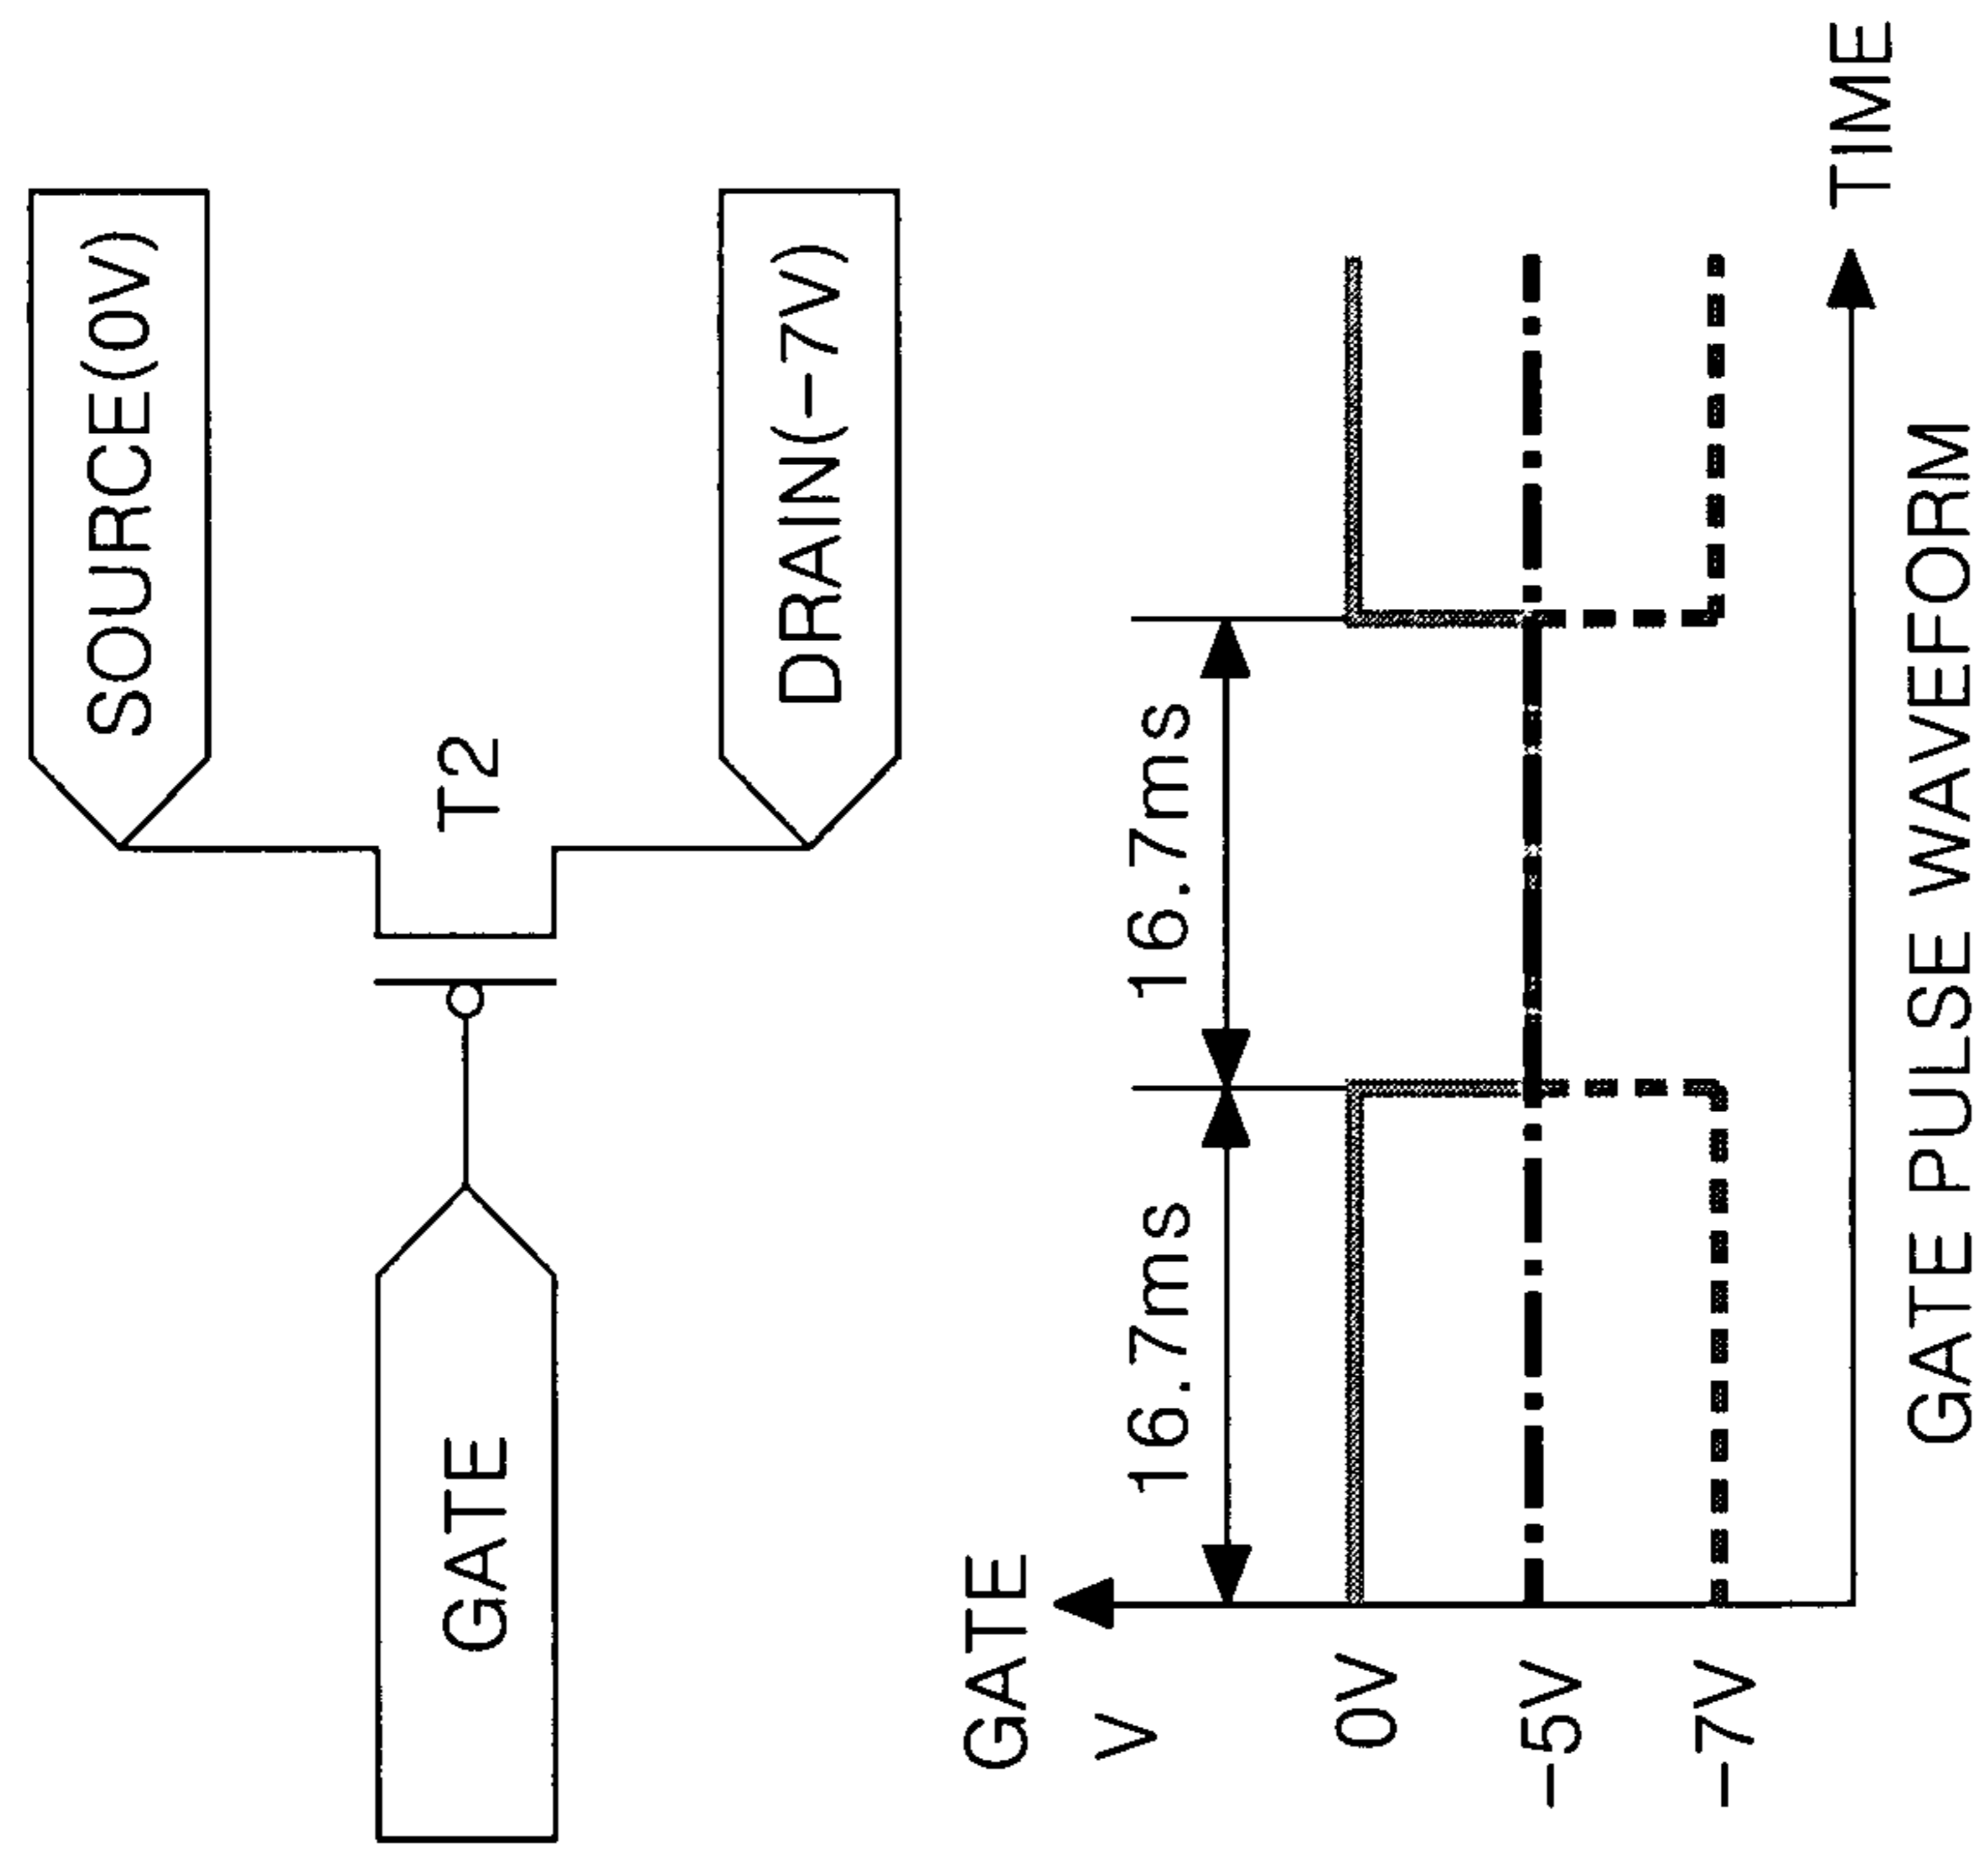 GATE
T2
SOURCE(0V)
DRAIN(-7V)
GATE
V
16.7ms
16.7ms
0V
-5V
-7V
TIME
GATE PULSE WAVEFORM